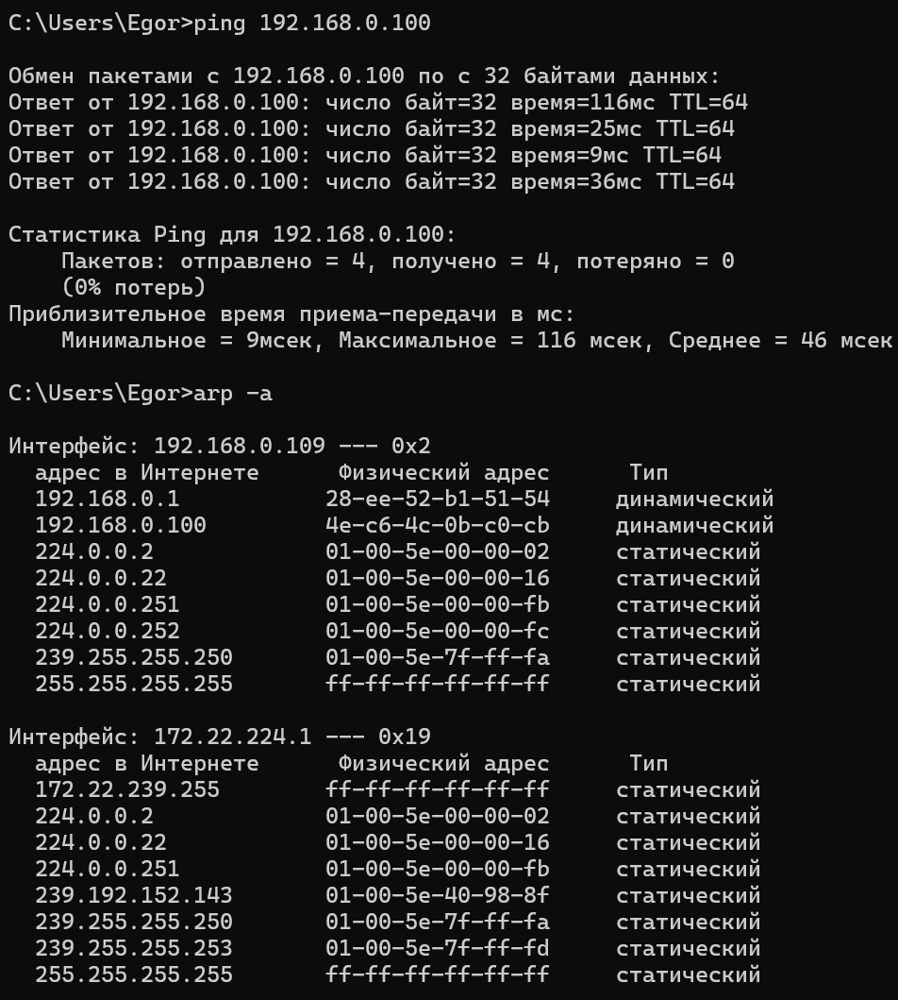 C:\Users\Egor>ping 192.168.0.100

Обмен пакетами с 192.168.0.100 по с 32 байтами данных:
Ответ от 192.168.0.100: число байт=32 время=116мс TTL=64
Ответ от 192.168.0.100: число байт=32 время=25мс TTL=64
Ответ от 192.168.0.100: число байт=32 время=9мс TTL=64
Ответ от 192.168.0.100: число байт=32 время=36мс TTL=64

Статистика Ping для 192.168.0.100:
    Пакетов: отправлено = 4, получено = 4, потеряно = 0
    (0% потерь)
Приблизительное время приема-передачи в мс:
    Минимальное = 9мсек, Максимальное = 116 мсек, Среднее = 46 мсек

C:\Users\Egor>arp -a

Интерфейс: 192.168.0.109 --- 0x2
  адрес в Интернете      Физический адрес      Тип
  192.168.0.1           28-ee-52-b1-51-54     динамический
  192.168.0.100         4e-c6-4c-0b-c0-cb     динамический
  224.0.0.2             01-00-5e-00-00-02     статический
  224.0.0.22            01-00-5e-00-00-16     статический
  224.0.0.251           01-00-5e-00-00-fb     статический
  224.0.0.252           01-00-5e-00-00-fc     статический
  239.255.255.250       01-00-5e-7f-ff-fa     статический
  255.255.255.255       ff-ff-ff-ff-ff-ff     статический

Интерфейс: 172.22.224.1 --- 0x19
  адрес в Интернете      Физический адрес      Тип
  172.22.239.255        ff-ff-ff-ff-ff-ff     статический
  224.0.0.2             01-00-5e-00-00-02     статический
  224.0.0.22            01-00-5e-00-00-16     статический
  224.0.0.251           01-00-5e-00-00-fb     статический
  239.192.152.143       01-00-5e-40-98-8f     статический
  239.255.255.250       01-00-5e-7f-ff-fa     статический
  239.255.255.253       01-00-5e-7f-ff-fd     статический
  255.255.255.255       ff-ff-ff-ff-ff-ff     статический